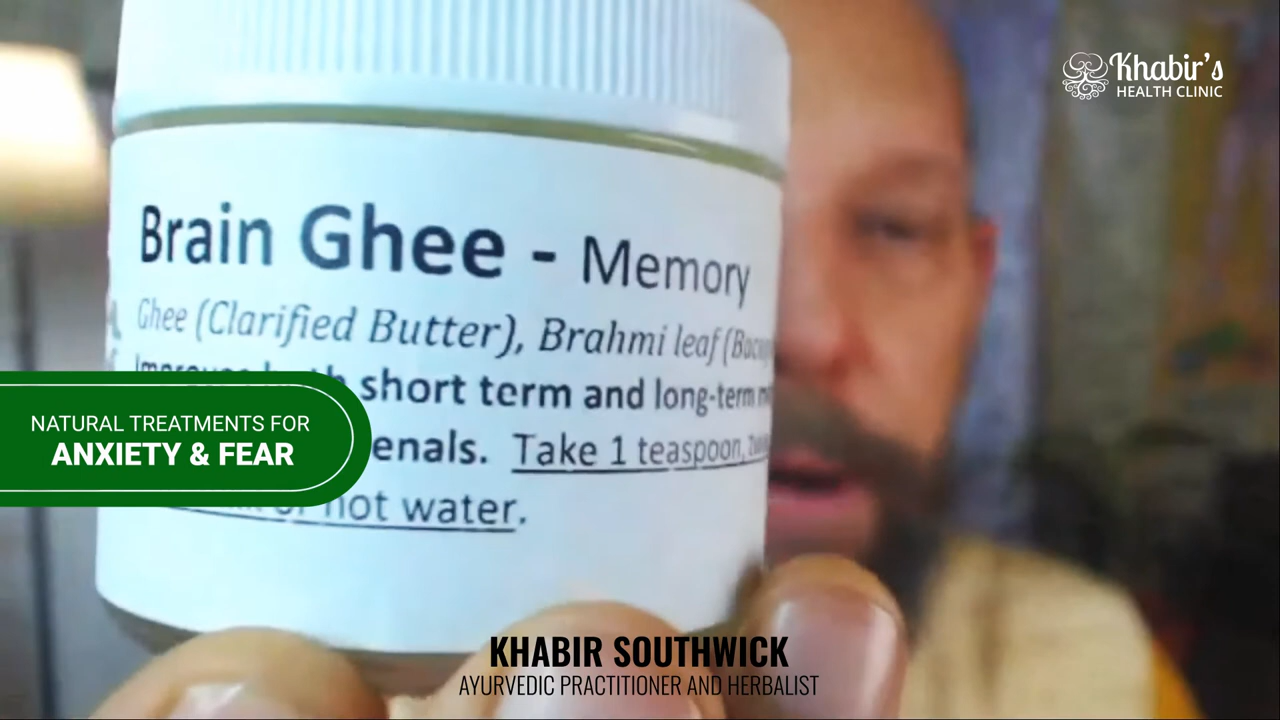 Khabir's
HEALTH CLINIC
Brain Ghee - Memory
Ghee (Clarified Butter), Brahmi leaf
short term and long-term
Take 1 teaspoon,
hot water.
NATURAL TREATMENTS FOR
ANXIETY & FEAR
KHABIR SOUTHWICK
AYURVEDIC PRACTITIONER AND HERBALIST